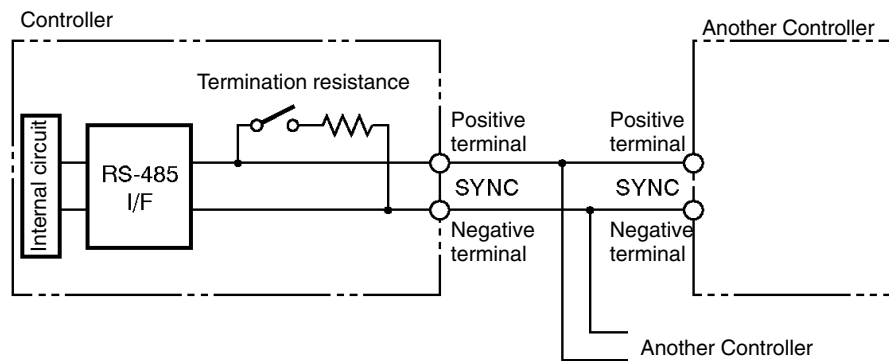 Controller
Another Controller
Termination resistance
Positive
terminal
Positive
terminal
Internal circuit
RS-485
I/F
SYNC
SYNC
Negative
terminal
Negative
terminal
Another Controller